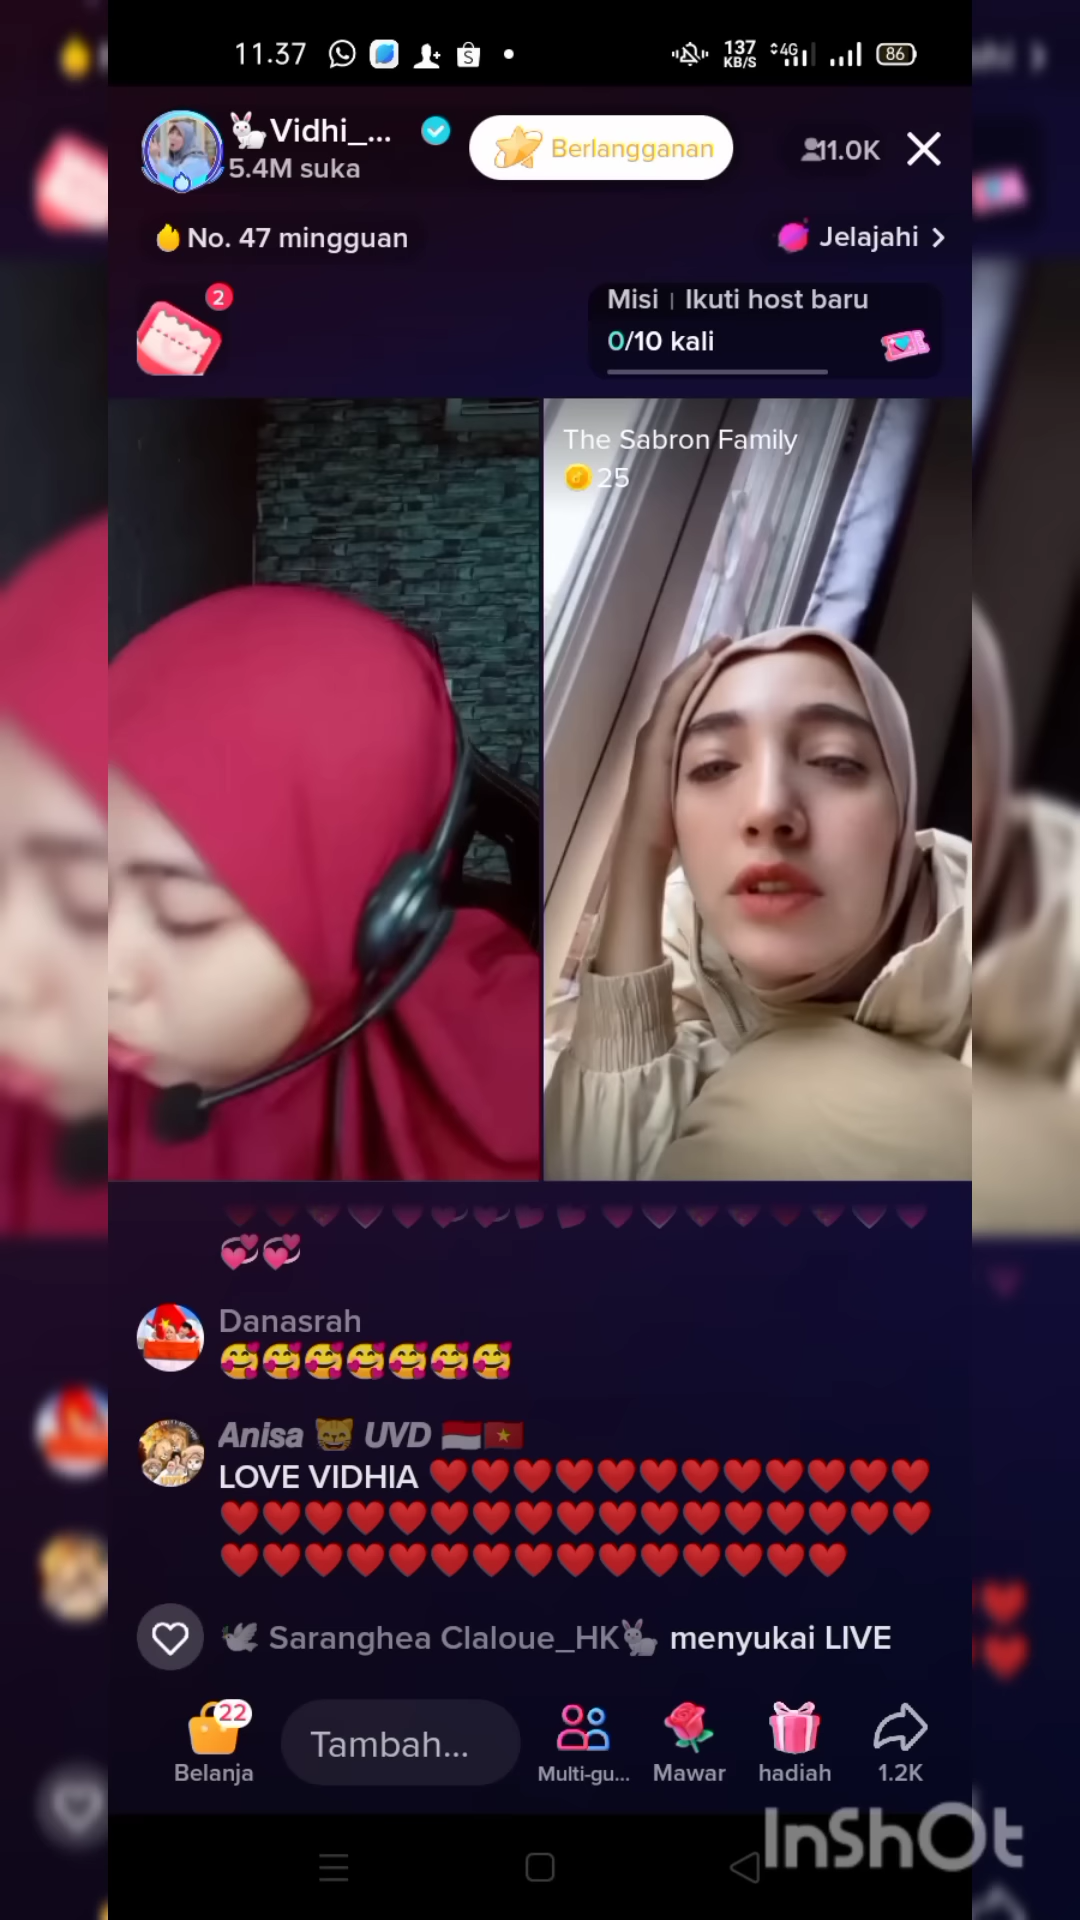 11.37
137
KB/S
4G
86
Vidhi_...
5.4M suka
Berlangganan
11.0K
No. 47 mingguan
Jelajahi
2
Misi | Ikuti host baru
0/10 kali
The Sabron Family
25
Danasrah
🥰🥰🥰🥰🥰🥰🥰
Anisa 😺 UVD 🇮🇩🇻🇳
LOVE VIDHIA ❤️❤️❤️❤️❤️❤️❤️❤️❤️❤️❤️❤️
❤️❤️❤️❤️❤️❤️❤️❤️❤️❤️❤️❤️❤️❤️❤️❤️❤️
❤️❤️❤️❤️❤️❤️❤️❤️❤️❤️❤️❤️❤️❤️❤️
🕊️ Saranghea Claloue_HK🐇 menyukai LIVE
22
Belanja
Tambah...
Multi-gu...
Mawar
hadiah
1.2K
InShOt